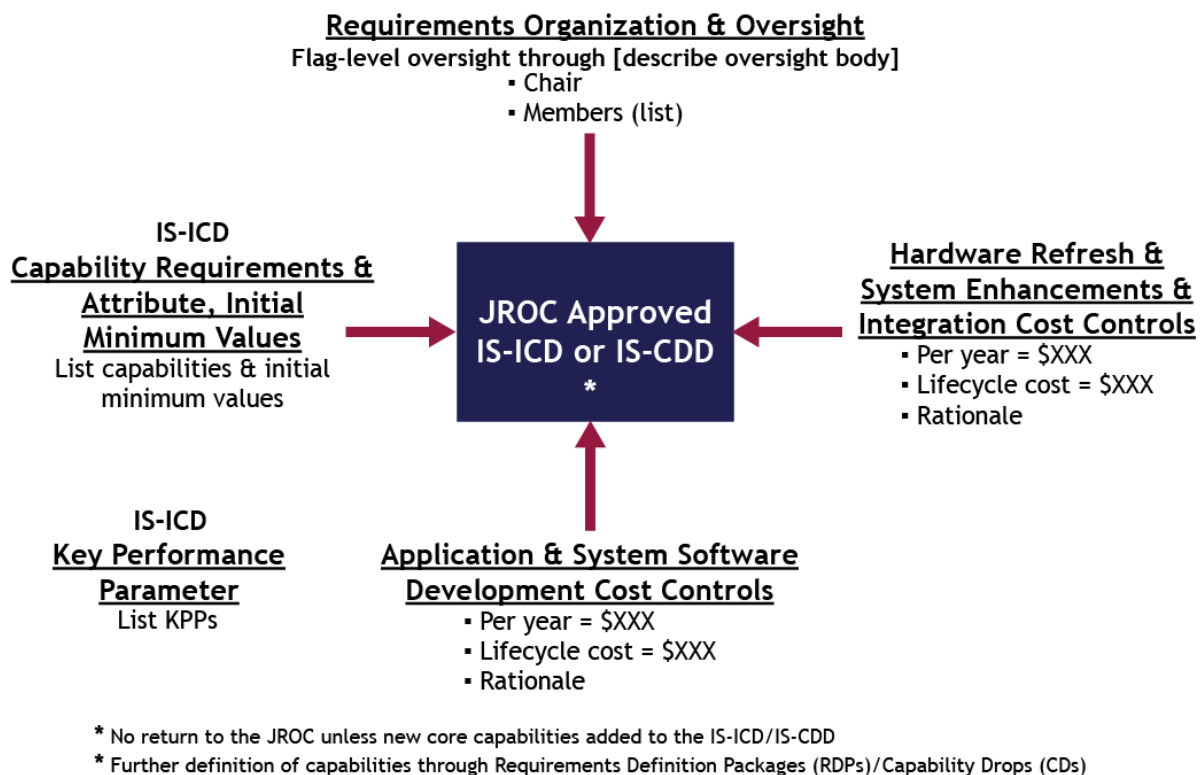 Requirements Organization & Oversight
Flag-level oversight through [describe oversight body]
▪ Chair
▪ Members (list)
IS-ICD
Capability Requirements &
Attribute, Initial
Minimum Values
List capabilities & initial
minimum values
JROC Approved
IS-ICD or IS-CDD
*
Hardware Refresh &
System Enhancements &
Integration Cost Controls
▪ Per year = $XXX
▪ Lifecycle cost = $XXX
▪ Rationale
IS-ICD
Key Performance
Parameter
List KPPs
Application & System Software
Development Cost Controls
▪ Per year = $XXX
▪ Lifecycle cost = $XXX
▪ Rationale
* No return to the JROC unless new core capabilities added to the IS-ICD/IS-CDD
* Further definition of capabilities through Requirements Definition Packages (RDPs)/Capability Drops (CDs)